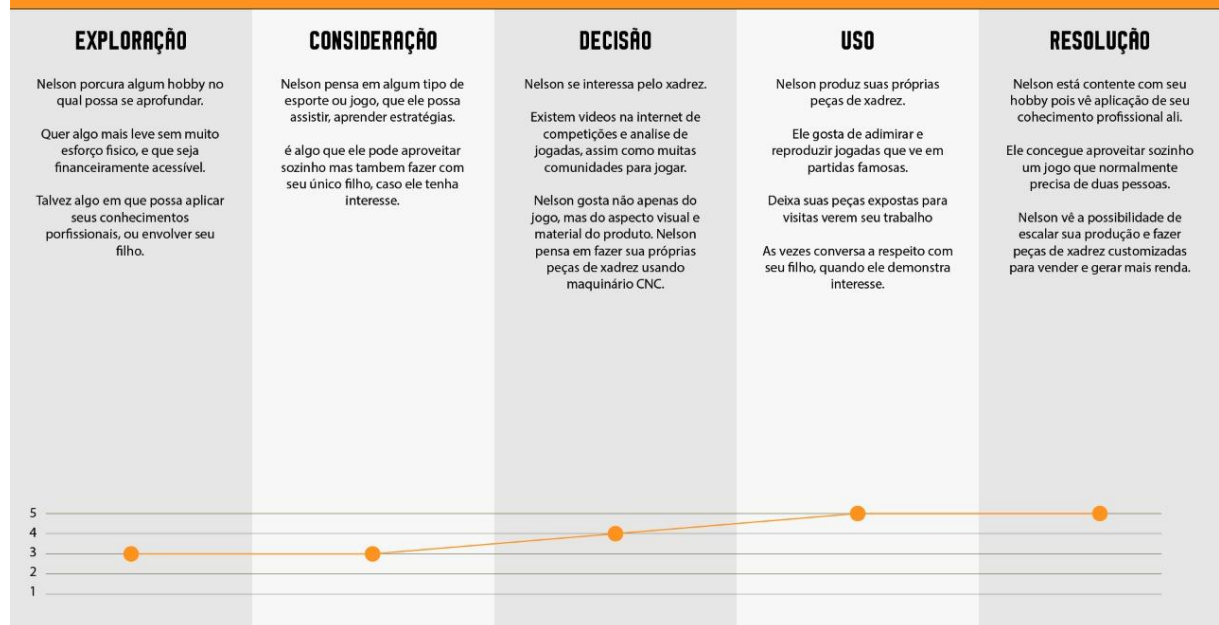 EXPLORAÇÃO
Nelson porcura algum hobby no
qual possa se aprofundar.
Quer algo mais leve sem muito
esforço fisico, e que seja
financeiramente acessível.
Talvez algo em que possa aplicar
seus conhecimentos
porfissionais, ou envolver seu
filho.
CONSIDERAÇÃO
Nelson pensa em algum tipo de
esporte ou jogo, que ele possa
assistir, aprender estratégias.
é algo que ele pode aproveitar
sozinho mas tambem fazer com
seu único filho, caso ele tenha
interesse.
DECISÃO
Nelson se interessa pelo xadrez.
Existem videos na internet de
competições e analise de
jogadas, assim como muitas
comunidades para jogar.
Nelson gosta não apenas do
jogo, mas do aspecto visual e
material do produto. Nelson
pensa em fazer sua próprias
peças de xadrez usando
maquinário CNC.
USO
Nelson produz suas próprias
peças de xadrez.
Ele gosta de adimirar e
reproduzir jogadas que ve em
partidas famosas.
Deixa suas peças expostas para
visitas verem seu trabalho
As vezes conversa a respeito com
seu filho, quando ele demonstra
interesse.
RESOLUÇÃO
Nelson está contente com seu
hobby pois vê aplicação de seu
cohecimento profissional ali.
Ele concegue aproveitar sozinho
um jogo que normalmente
precisa de duas pessoas.
Nelson vê a possibilidade de
escalar sua produção e fazer
peças de xadrez customizadas
para vender e gerar mais renda.
5
4
3
2
1